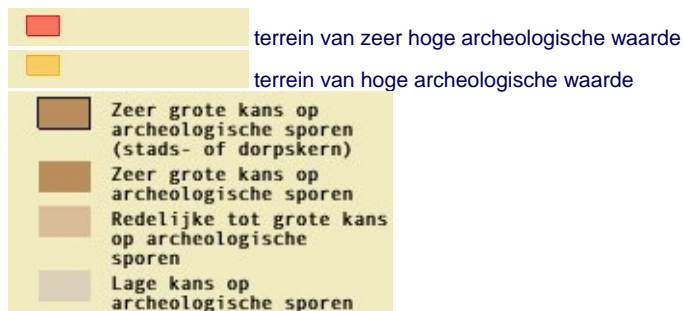 terrein van zeer hoge archeologische waarde
terrein van hoge archeologische waarde
Zeer grote kans op
archeologische sporen
(stads- of dorpskern)
Zeer grote kans op
archeologische sporen
Redelijke tot grote kans
op archeologische
sporen
Lage kans op
archeologische sporen